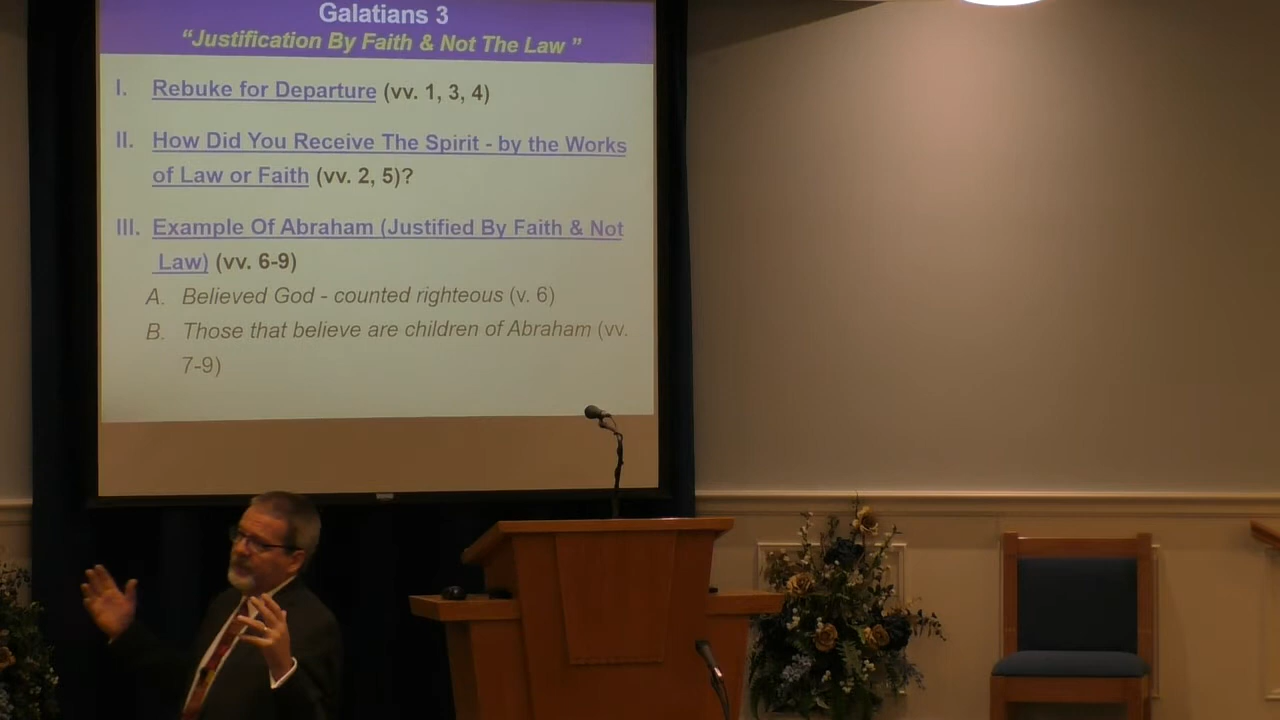 Galatians 3
“Justification By Faith & Not The Law ”
I. Rebuke for Departure (vv. 1, 3, 4)
II. How Did You Receive The Spirit - by the Works
of Law or Faith (vv. 2, 5)?
III. Example Of Abraham (Justified By Faith & Not
Law) (vv. 6-9)
A. Believed God - counted righteous (v. 6)
B. Those that believe are children of Abraham (vv.
7-9)